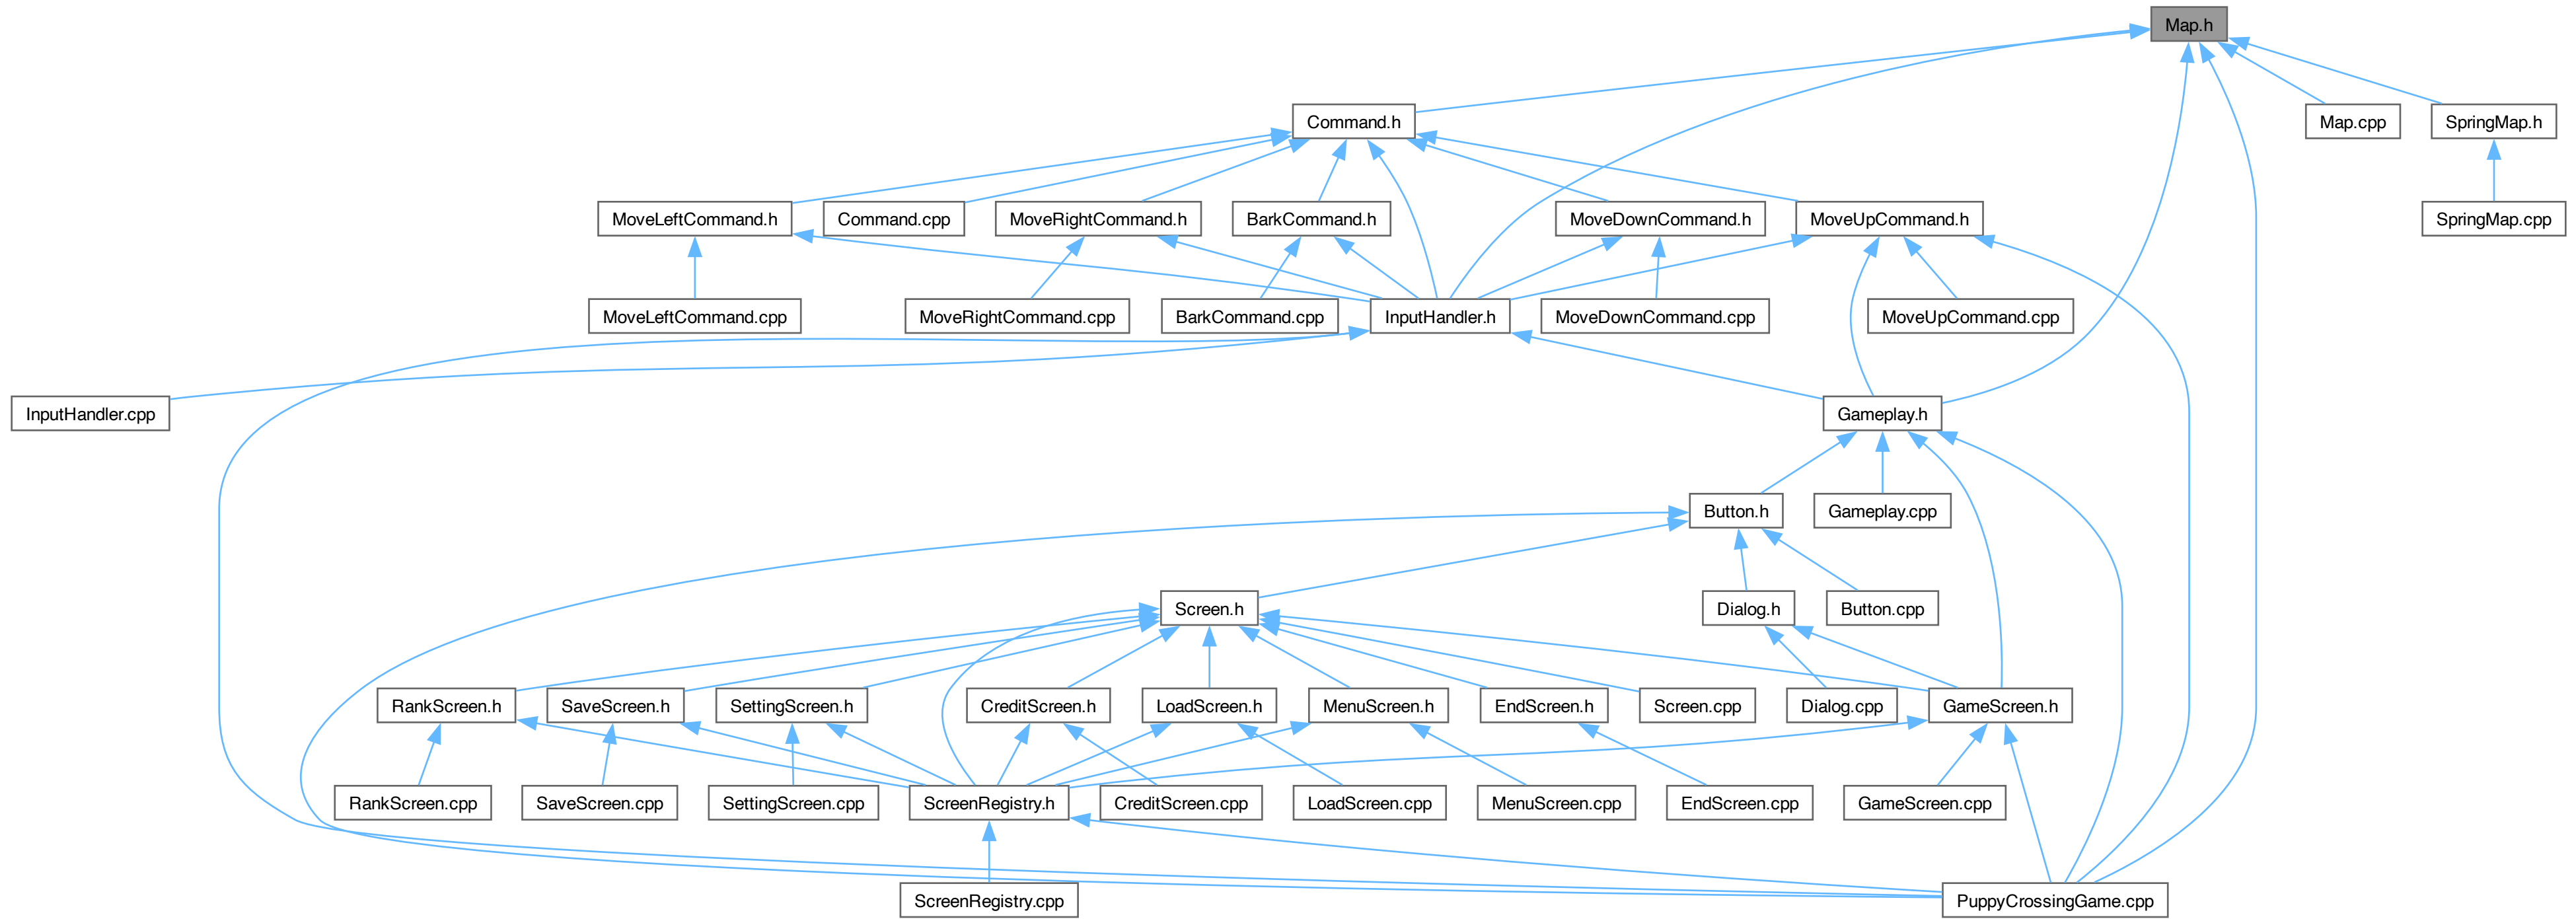 Map.h
Command.h
Map.cpp
SpringMap.h
MoveLeftCommand.h
Command.cpp
MoveRightCommand.h
BarkCommand.h
MoveDownCommand.h
MoveUpCommand.h
SpringMap.cpp
MoveLeftCommand.cpp
MoveRightCommand.cpp
BarkCommand.cpp
InputHandler.h
MoveDownCommand.cpp
MoveUpCommand.cpp
InputHandler.cpp
Gameplay.h
Button.h
Gameplay.cpp
Screen.h
Dialog.h
Button.cpp
RankScreen.h
SaveScreen.h
SettingScreen.h
CreditScreen.h
LoadScreen.h
MenuScreen.h
EndScreen.h
Screen.cpp
Dialog.cpp
GameScreen.h
RankScreen.cpp
SaveScreen.cpp
SettingScreen.cpp
ScreenRegistry.h
CreditScreen.cpp
LoadScreen.cpp
MenuScreen.cpp
EndScreen.cpp
GameScreen.cpp
ScreenRegistry.cpp
PuppyCrossingGame.cpp